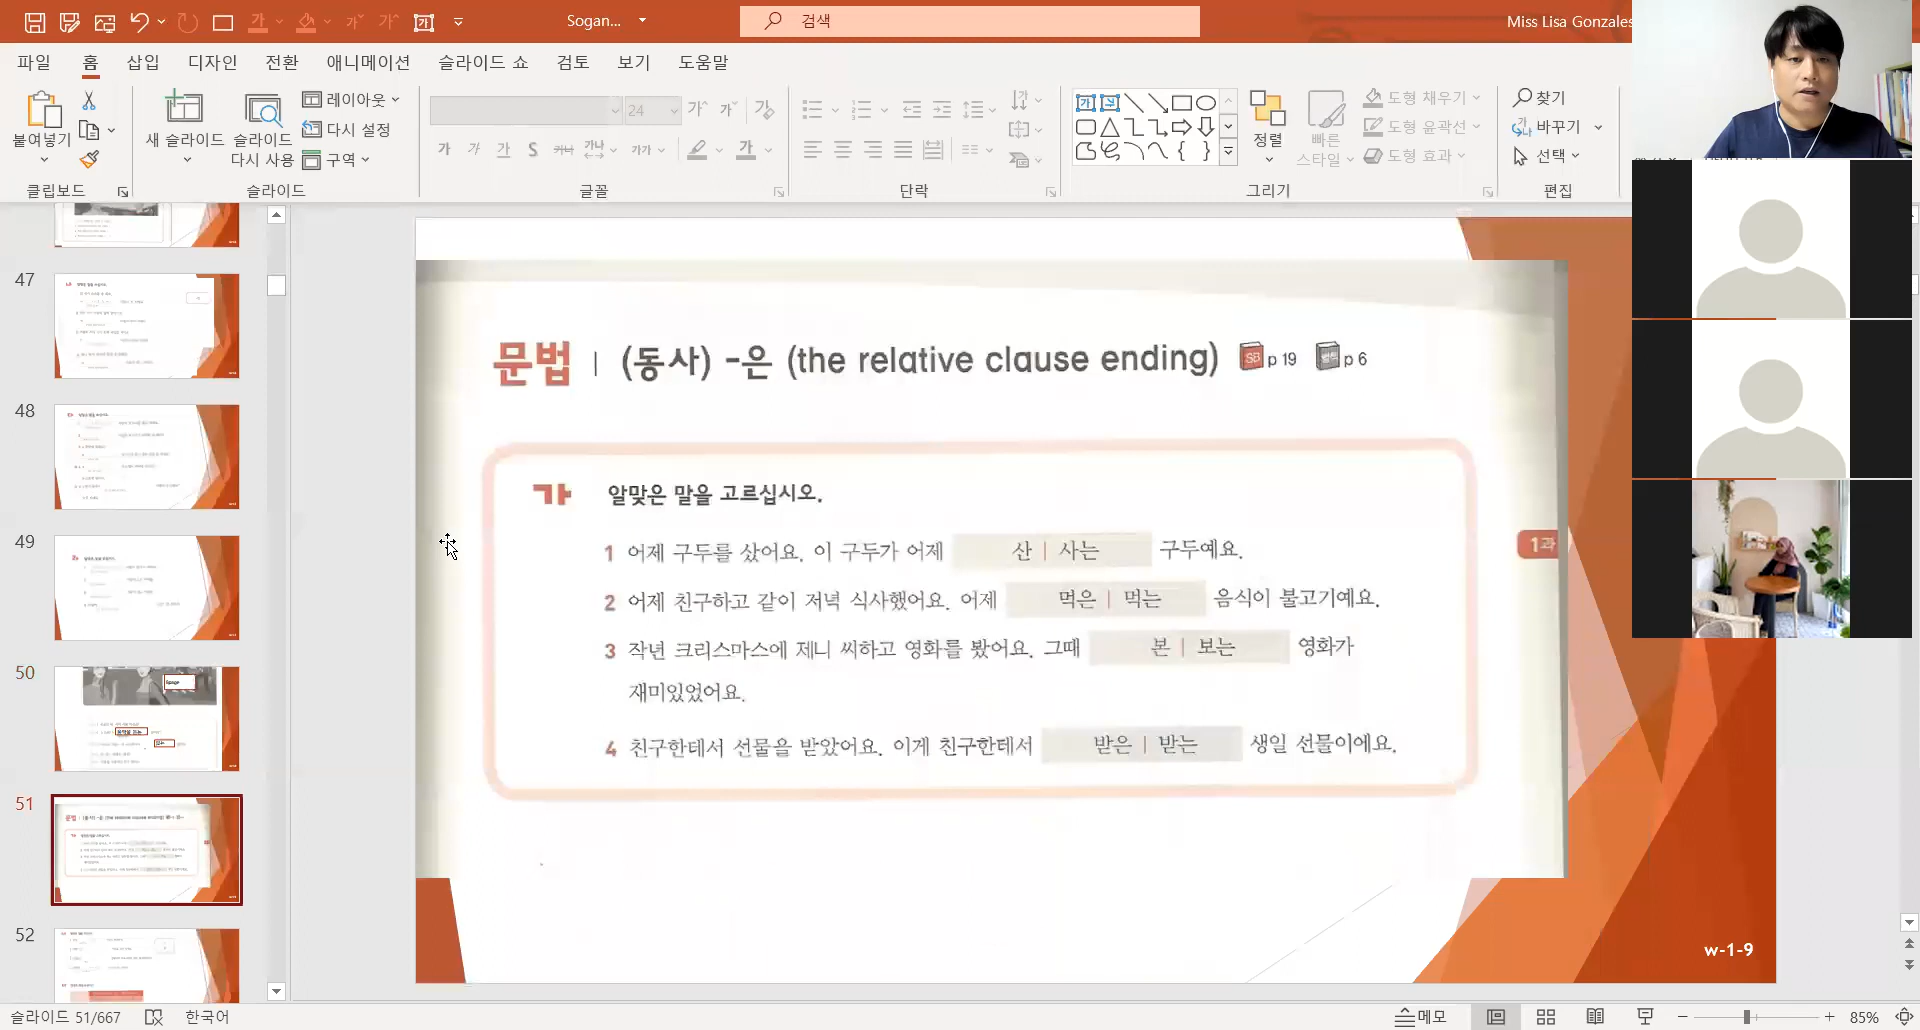 Sogan...
검색
Miss Lisa Gonzales
파일 홈 삽입 디자인 전환 애니메이션 슬라이드 쇼 검토 보기 도움말
붙여넣기
클립보드
새 슬라이드
슬라이드 다시 사용
레이아웃
다시 설정
구역
슬라이드
24
글꼴
단락
정렬
빠른 스타일
도형 채우기
도형 윤곽선
도형 효과
그리기
찾기
바꾸기
선택
편집
47
48
49
50
51
52
문법 | (동사) -은 (the relative clause ending) SB p 19 p 6
가 알맞은 말을 고르십시오.
1 어제 구두를 샀어요. 이 구두가 어제 산 | 사는 구두예요.
2 어제 친구하고 같이 저녁 식사했어요. 어제 먹은 | 먹는 음식이 불고기예요.
3 작년 크리스마스에 제니 씨하고 영화를 봤어요. 그때 본 | 보는 영화가
재미있었어요.
4 친구한테서 선물을 받았어요. 이게 친구한테서 받은 | 받는 생일 선물이에요.
1과
w-1-9
슬라이드 51/667
한국어
메모
85%